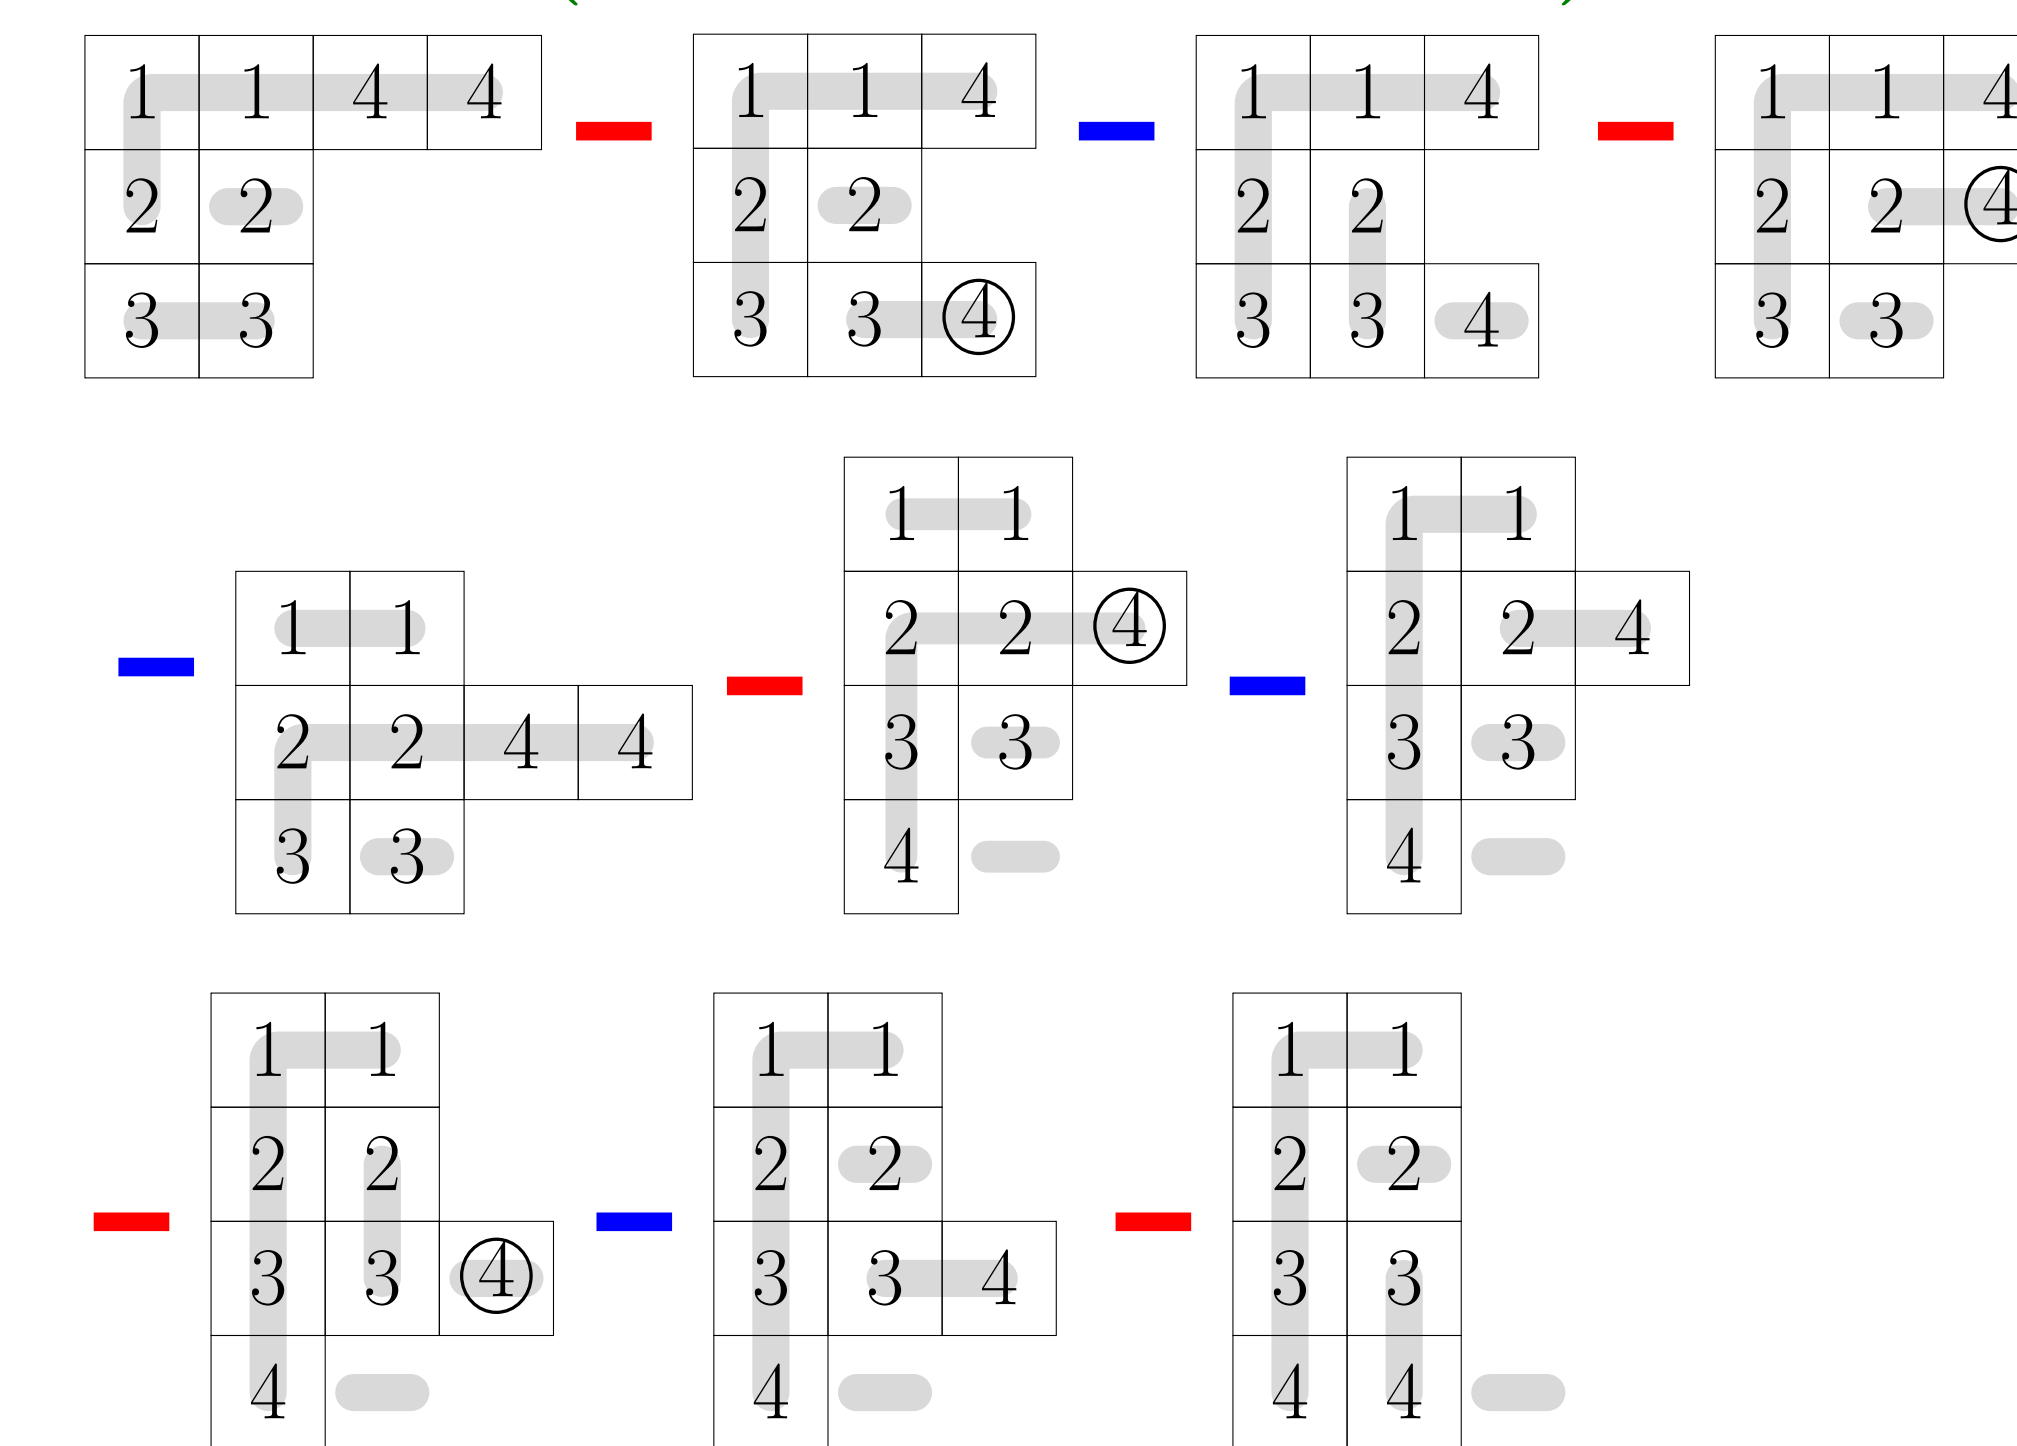 1 1 4 4 − 1 1 4 − 1 1 4 − 1 1 4
2 2 2 2 2 2 2 2 4
3 3 3 3 4 3 3 4 3 3
1 1 1 1
1 1 2 2 4 2 2 4
− 2 2 4 4 − 3 3 − 3 3
3 3 4 4
1 1 1 1 1 1
2 2 2 2 2 2
− 3 3 4 − 3 3 4 − 3 3
4 4 4 4